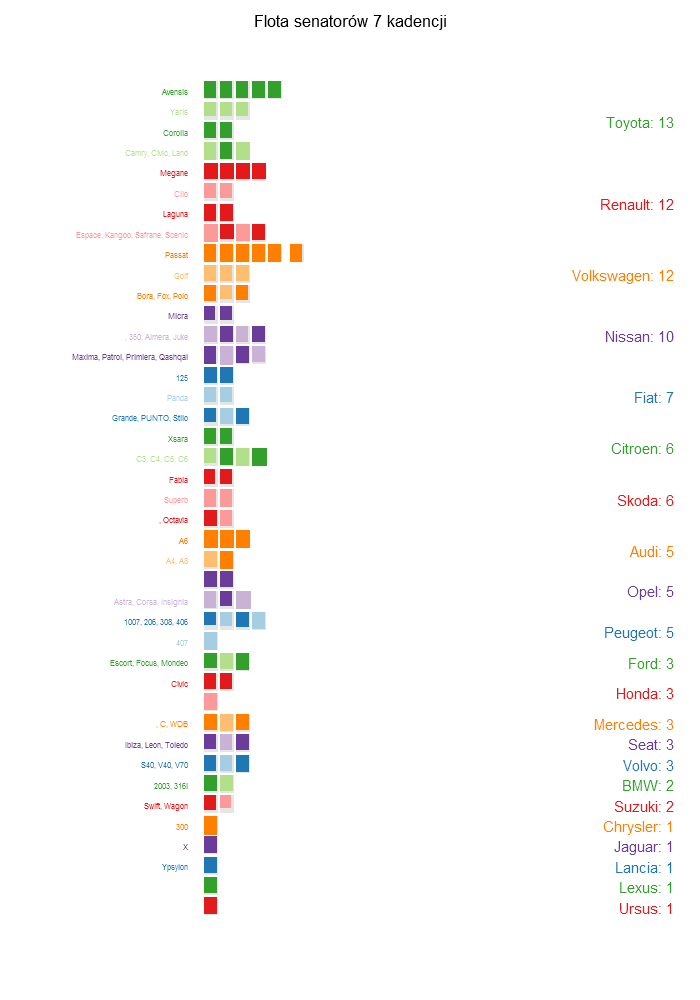 Flota senatorów 7 kadencji
Avensis
Yaris
Toyota: 13
Corolla
Camry, Civic, Land
Megane
Clio
Renault: 12
Laguna
Espace, Kangoo, Safrane, Scenic
Passat
Golf
Volkswagen: 12
Bora, Fox, Polo
Micra
, 350, Almera, Juke
Nissan: 10
Maxima, Patrol, Primiera, Qashqai
125
Panda
Fiat: 7
Grande, PUNTO, Stilo
Xsara
Citroen: 6
C3, C4, C5, C6
Fabia
Superb
Skoda: 6
, Octavia
A6
Audi: 5
A4, A8
Opel: 5
Astra, Corsa, Insignia
1007, 206, 308, 406
Peugeot: 5
407
Escort, Focus, Mondeo
Ford: 3
Civic
Honda: 3
, C, WDB
Mercedes: 3
Ibiza, Leon, Toledo
Seat: 3
S40, V40, V70
Volvo: 3
2003, 316I
BMW: 2
Swift, Wagon
Suzuki: 2
300
Chrysler: 1
X
Jaguar: 1
Ypsylon
Lancia: 1
Lexus: 1
Ursus: 1